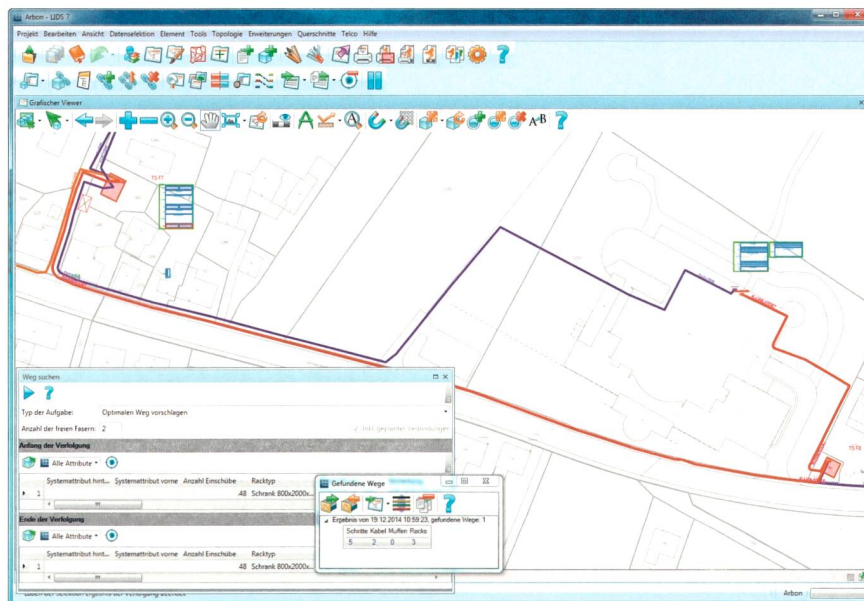 Arbon - LIDS 7
Projekt Bearbeiten Ansicht Datenselektion Element Tools Topologie Erweiterungen Querschnitte Telco Hilfe
Grafischer Viewer
A-B
TS F7
TS F8
Weg suchen
Typ der Aufgabe: Optimalen Weg vorschlagen
Anzahl der freien Fasern: 2
Anfang der Verfolgung
Alle Attribute
Systemattribut hint... Systemattribut vorne Anzahl Einschübe Racktyp
1 48 Schrank 800x2000x...
Ende der Verfolgung
Alle Attribute
Systemattribut hint... Systemattribut vorne Anzahl Einschübe Racktyp
1 48 Schrank 800x2000x...
Gefundene Wege
Ergebnis von 19.12.2014 10:59:23, gefundene Wege: 1
Schritte Kabel Muffen Racks
5 2 0 3
Arbon